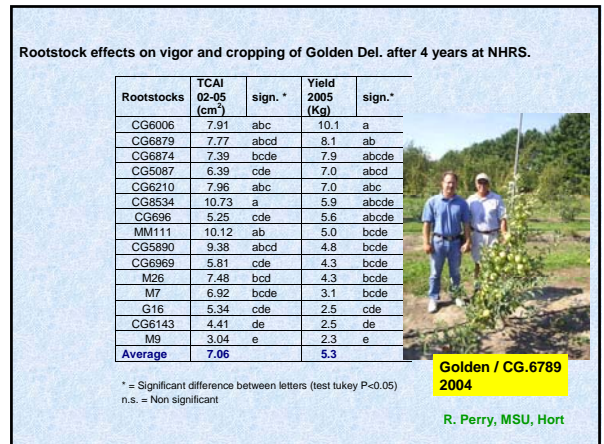 Rootstock effects on vigor and cropping of Golden Del. after 4 years at NHRS.
Rootstocks TCAI 02-05 (cm2) sign. * Yield 2005 (Kg) sign.*
CG6006 7.91 abc 10.1 a
CG6879 7.77 abcd 8.1 ab
CG6874 7.39 bcde 7.9 abcde
CG5087 6.39 cde 7.0 abcd
CG6210 7.96 abc 7.0 abc
CG8534 10.73 a 5.9 abcde
CG696 5.25 cde 5.6 abcde
MM111 10.12 ab 5.0 bcde
CG5890 9.38 abcd 4.8 bcde
CG6969 5.81 cde 4.3 bcde
M26 7.48 bcd 4.3 bcde
M7 6.92 bcde 3.1 bcde
G16 5.34 cde 2.5 cde
CG6143 4.41 de 2.5 de
M9 3.04 e 2.3 e
Average 7.06 5.3
* = Significant difference between letters (test tukey P<0.05)
n.s. = Non significant
Golden / CG.6789
2004
R. Perry, MSU, Hort